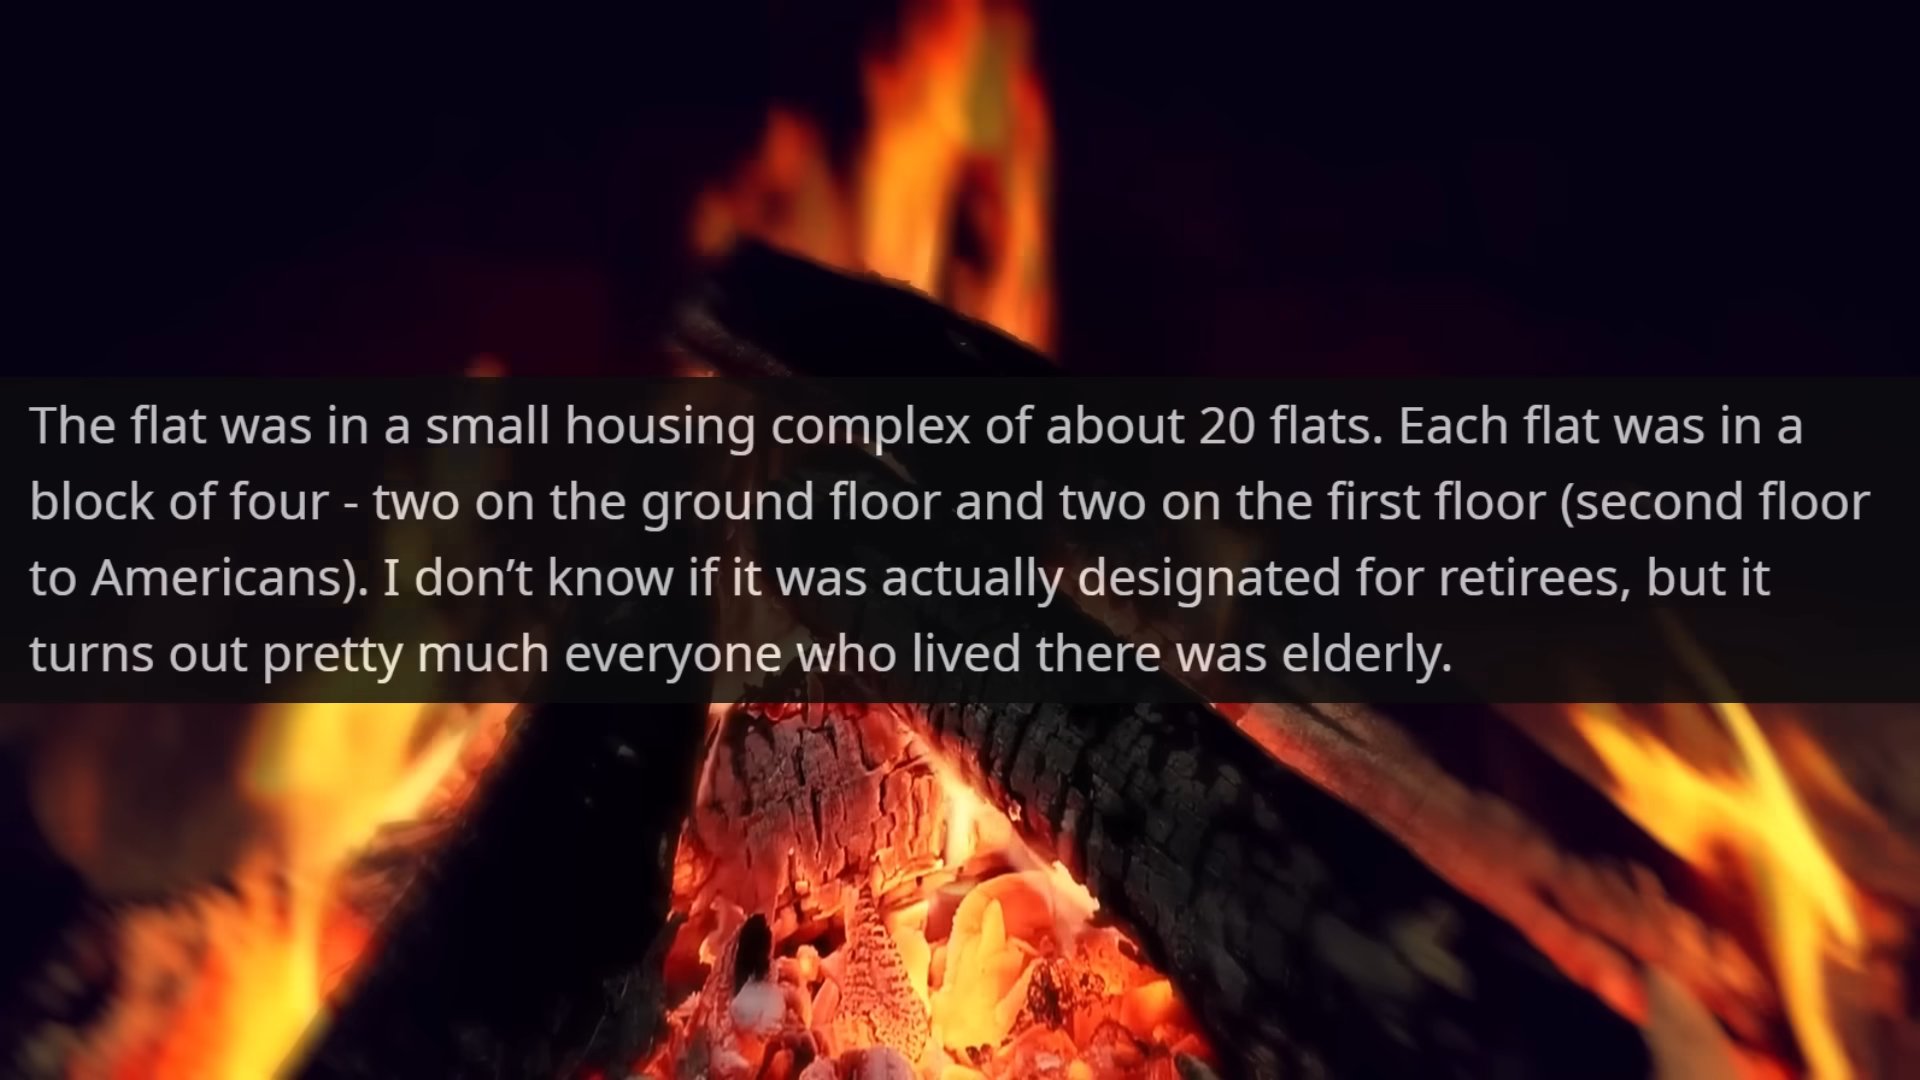 The flat was in a small housing complex of about 20 flats. Each flat was in a
block of four - two on the ground floor and two on the first floor (second floor
to Americans). I don’t know if it was actually designated for retirees, but it
turns out pretty much everyone who lived there was elderly.